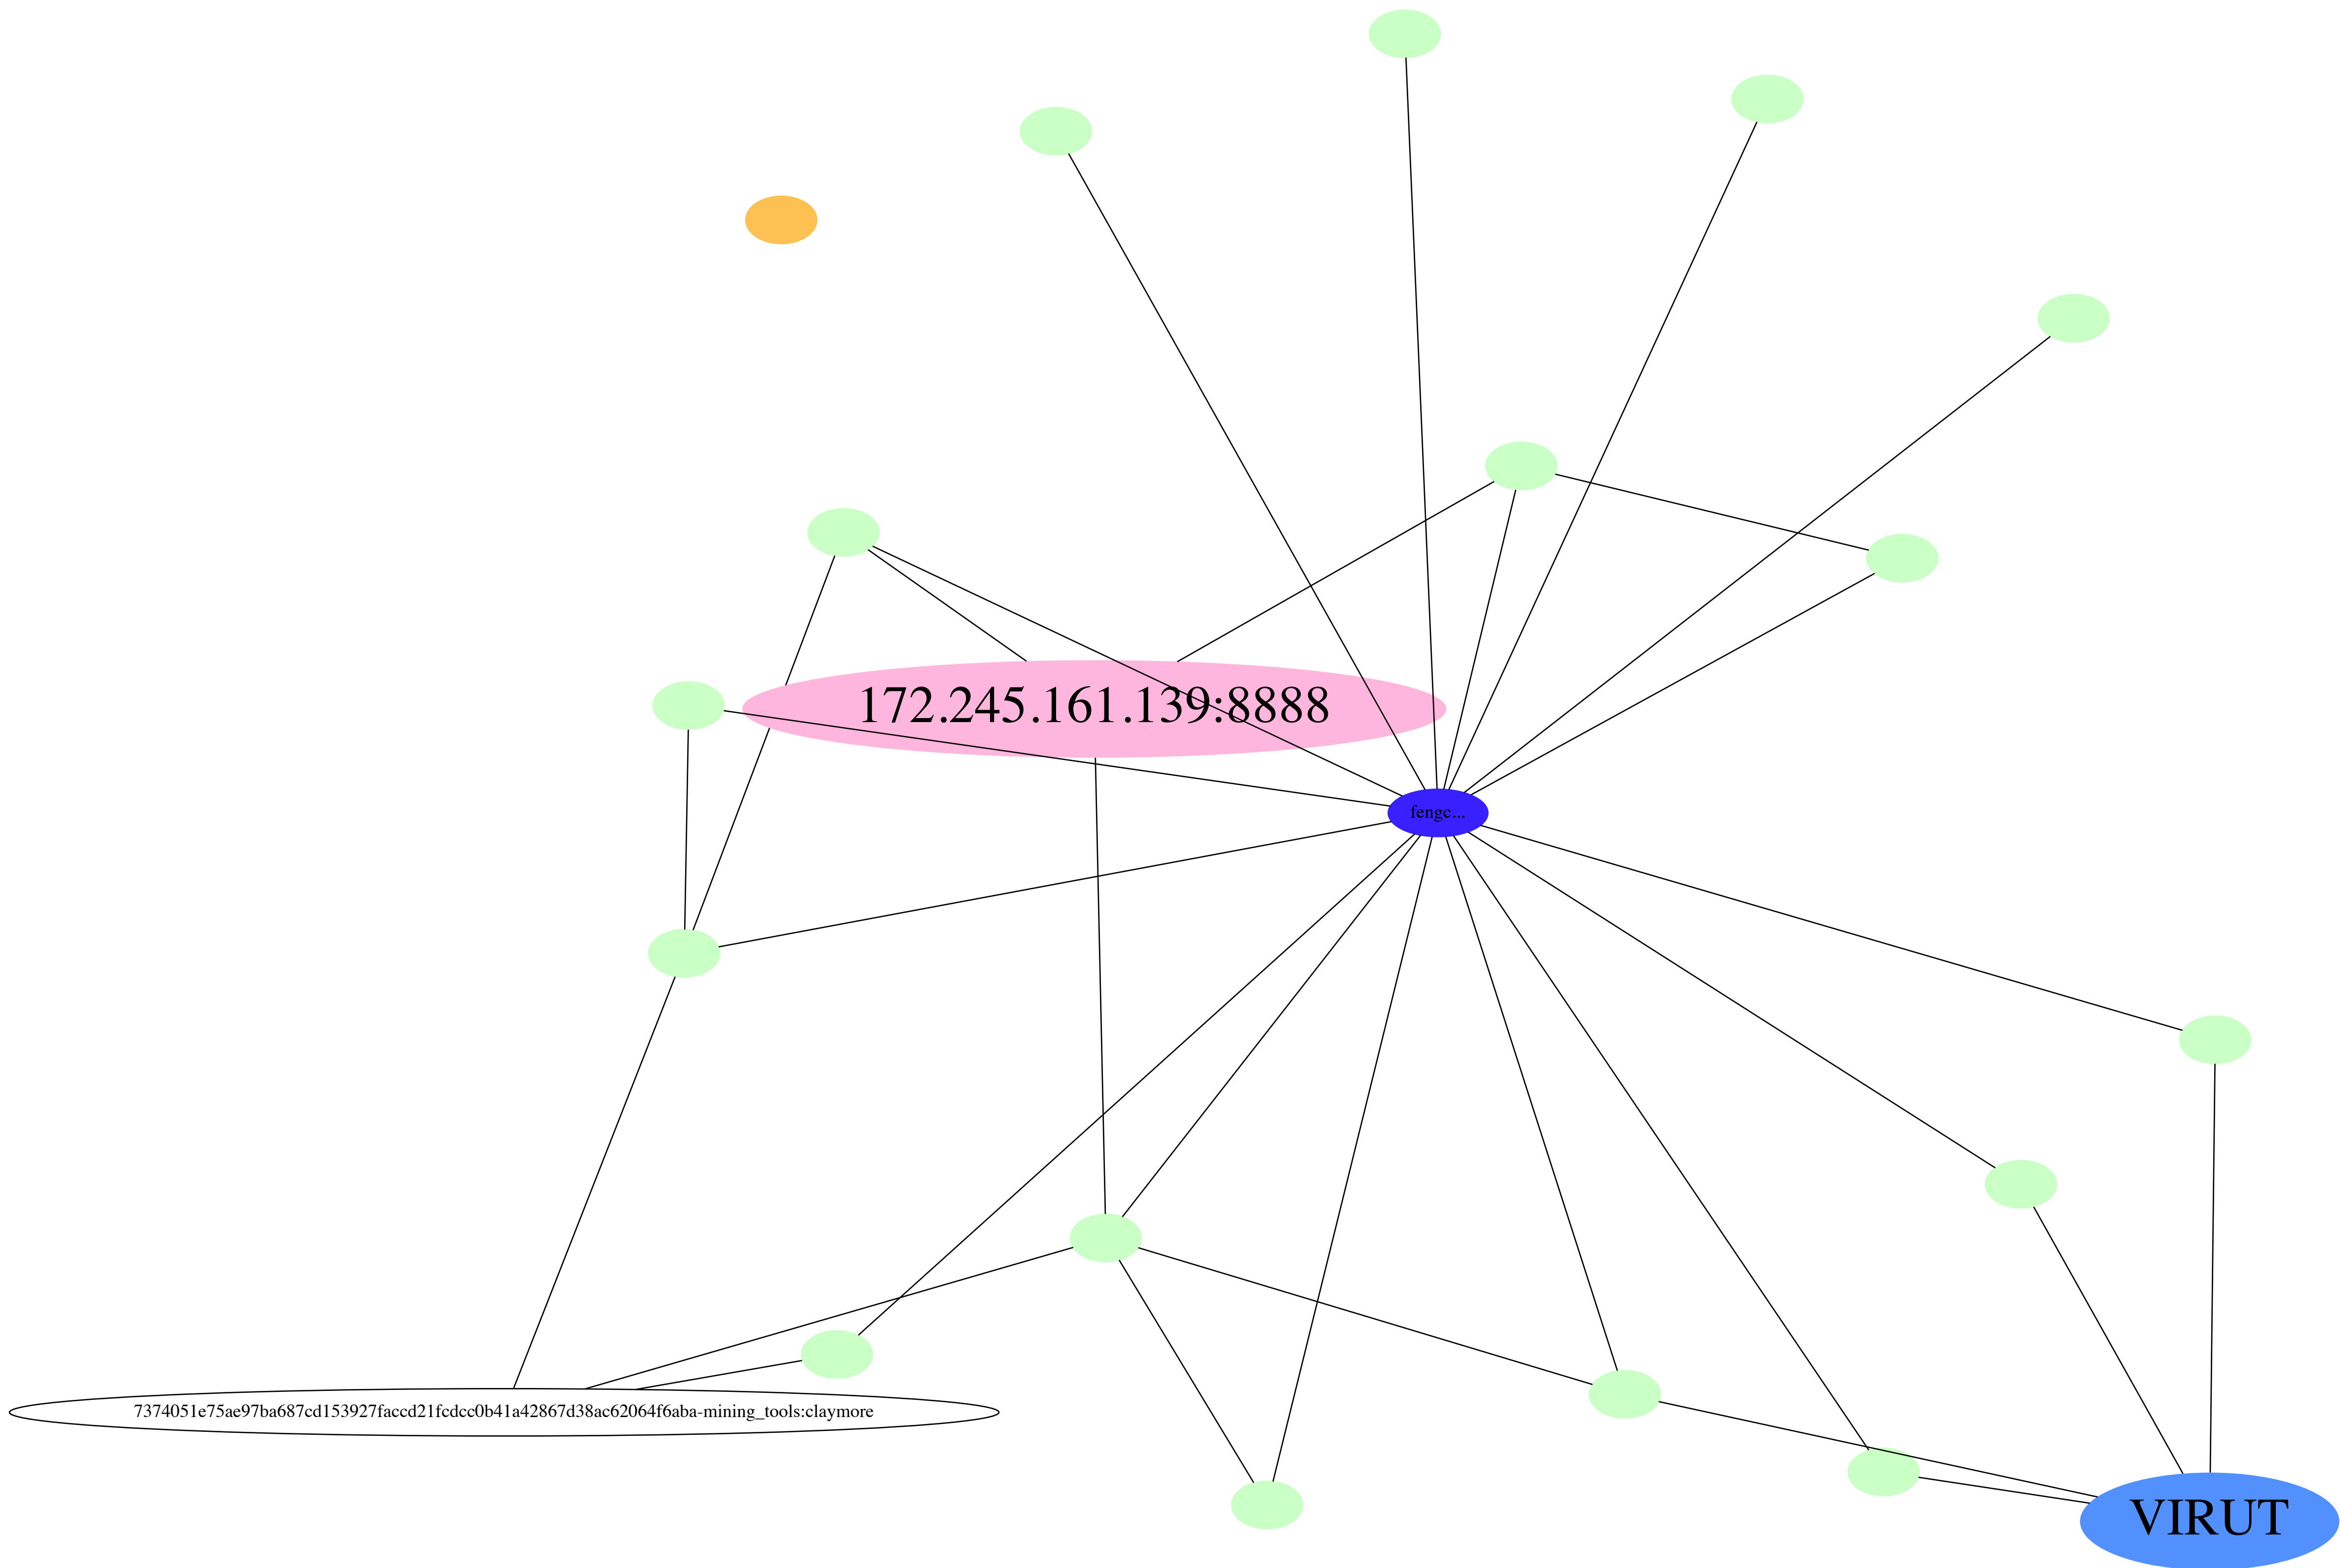 172.245.161.139:8888
fengc...
7374051e75ae97ba687cd153927faccd21fcdcc0b41a42867d38ac62064f6aba-mining_tools:claymore
VIRUT